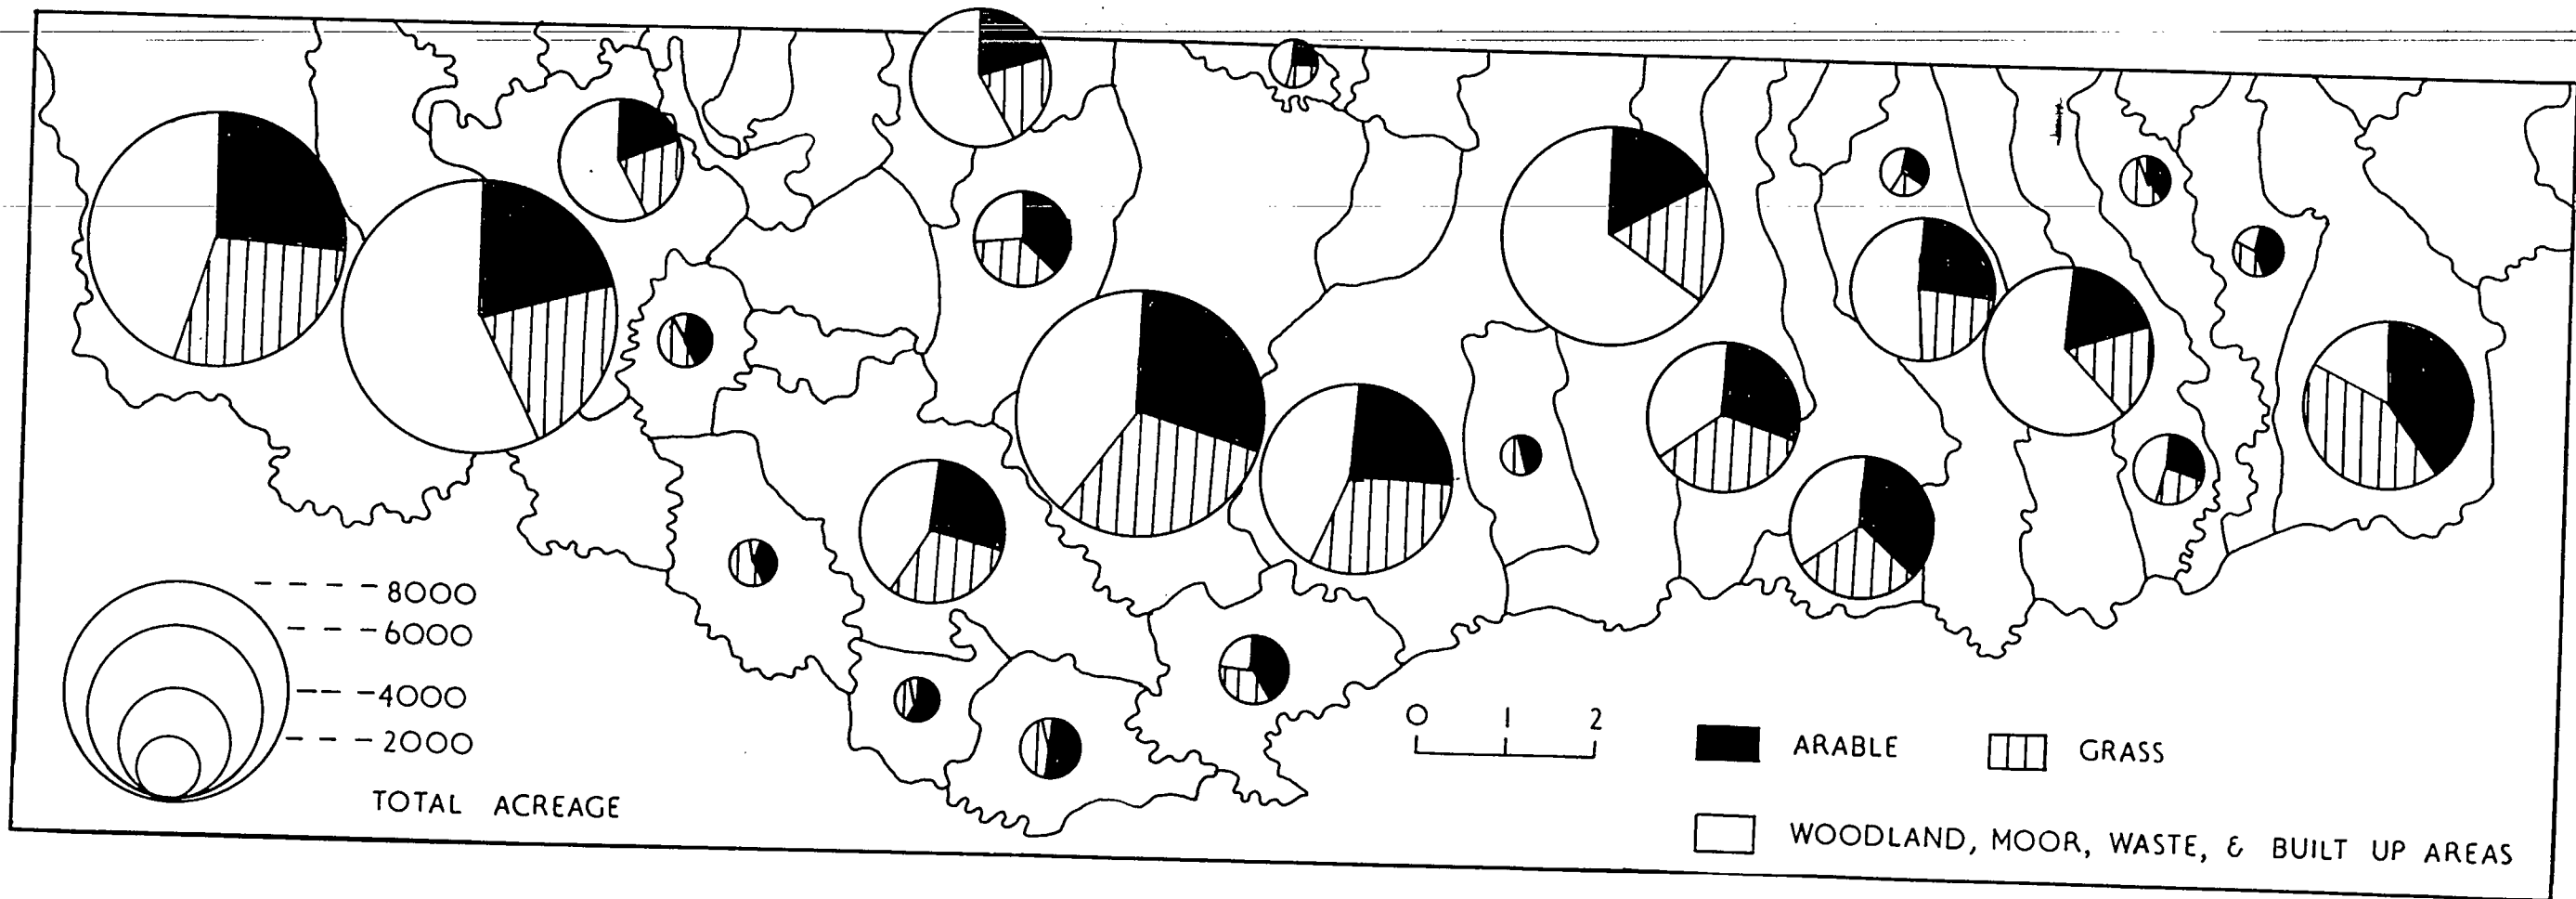 8000
6000
4000
2000
TOTAL ACREAGE
0 1 2
ARABLE GRASS
WOODLAND, MOOR, WASTE, & BUILT UP AREAS